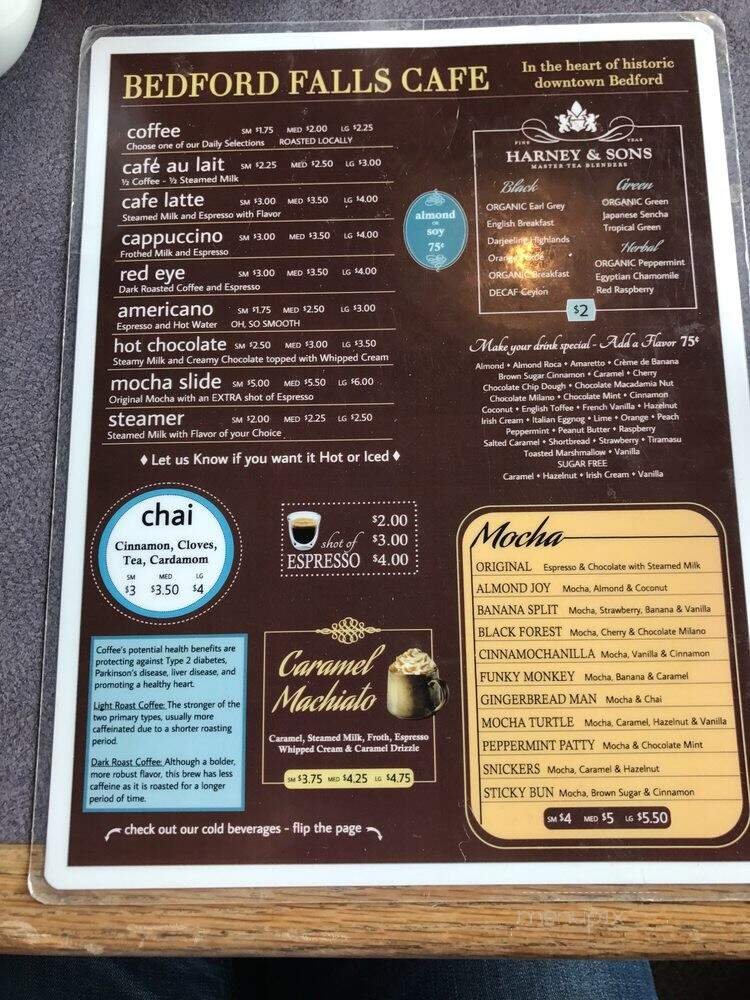 BEDFORD FALLS CAFE
In the heart of historic
downtown Bedford
coffee SM $1.75 MED $2.00 LG $2.25
Choose one of our Daily Selections ROASTED LOCALLY
café au lait SM $2.25 MED $2.50 LG $3.00
½ Coffee - ½ Steamed Milk
cafe latte SM $3.00 MED $3.50 LG $4.00
Steamed Milk and Espresso with Flavor
cappuccino SM $3.00 MED $3.50 LG $4.00
Frothed Milk and Espresso
red eye SM $3.00 MED $3.50 LG $4.00
Dark Roasted Coffee and Espresso
americano SM $1.75 MED $2.50 LG $3.00
Espresso and Hot Water OH, SO SMOOTH
hot chocolate SM $2.50 MED $3.00 LG $3.50
Steamy Milk and Creamy Chocolate topped with Whipped Cream
mocha slide SM $5.00 MED $5.50 LG $6.00
Original Mocha with an EXTRA shot of Espresso
steamer SM $2.00 MED $2.25 LG $2.50
Steamed Milk with Flavor of your Choice
♦ Let us Know if you want it Hot or Iced ♦
almond
OR
soy
75¢
FINE TEAS
HARNEY & SONS
MASTER TEA BLENDERS
Black
ORGANIC Earl Grey
English Breakfast
Darjeeling Highlands
ORGANIC Breakfast
DECAF Ceylon
Green
ORGANIC Green
Japanese Sencha
Tropical Green
Herbal
ORGANIC Peppermint
Egyptian Chamomile
Red Raspberry
$2
Make your drink special - Add a Flavor 75¢
Almond • Almond Roca • Amaretto • Crème de Banana
Brown Sugar Cinnamon • Caramel • Cherry
Chocolate Chip Dough • Chocolate Macadamia Nut
Chocolate Milano • Chocolate Mint • Cinnamon
Coconut • English Toffee • French Vanilla • Hazelnut
Irish Cream • Italian Eggnog • Lime • Orange • Peach
Peppermint • Peanut Butter • Raspberry
Salted Caramel • Shortbread • Strawberry • Tiramasu
Toasted Marshmallow • Vanilla
SUGAR FREE
Caramel • Hazelnut • Irish Cream • Vanilla
chai
Cinnamon, Cloves,
Tea, Cardamom
SM MED LG
$3 $3.50 $4
shot of
ESPRESSO
$2.00
$3.00
$4.00
Coffee's potential health benefits are
protecting against Type 2 diabetes,
Parkinson's disease, liver disease, and
promoting a healthy heart.
Light Roast Coffee: The stronger of the
two primary types, usually more
caffeinated due to a shorter roasting
period.
Dark Roast Coffee: Although a bolder,
more robust flavor, this brew has less
caffeine as it is roasted for a longer
period of time.
Caramel
Machiato
Caramel, Steamed Milk, Froth, Espresso
Whipped Cream & Caramel Drizzle
SM $3.75 MED $4.25 LG $4.75
check out our cold beverages - flip the page
Mocha
ORIGINAL Espresso & Chocolate with Steamed Milk
ALMOND JOY Mocha, Almond & Coconut
BANANA SPLIT Mocha, Strawberry, Banana & Vanilla
BLACK FOREST Mocha, Cherry & Chocolate Milano
CINNAMOCHANILLA Mocha, Vanilla & Cinnamon
FUNKY MONKEY Mocha, Banana & Caramel
GINGERBREAD MAN Mocha & Chai
MOCHA TURTLE Mocha, Caramel, Hazelnut & Vanilla
PEPPERMINT PATTY Mocha & Chocolate Mint
SNICKERS Mocha, Caramel & Hazelnut
STICKY BUN Mocha, Brown Sugar & Cinnamon
SM $4 MED $5 LG $5.50
menupix